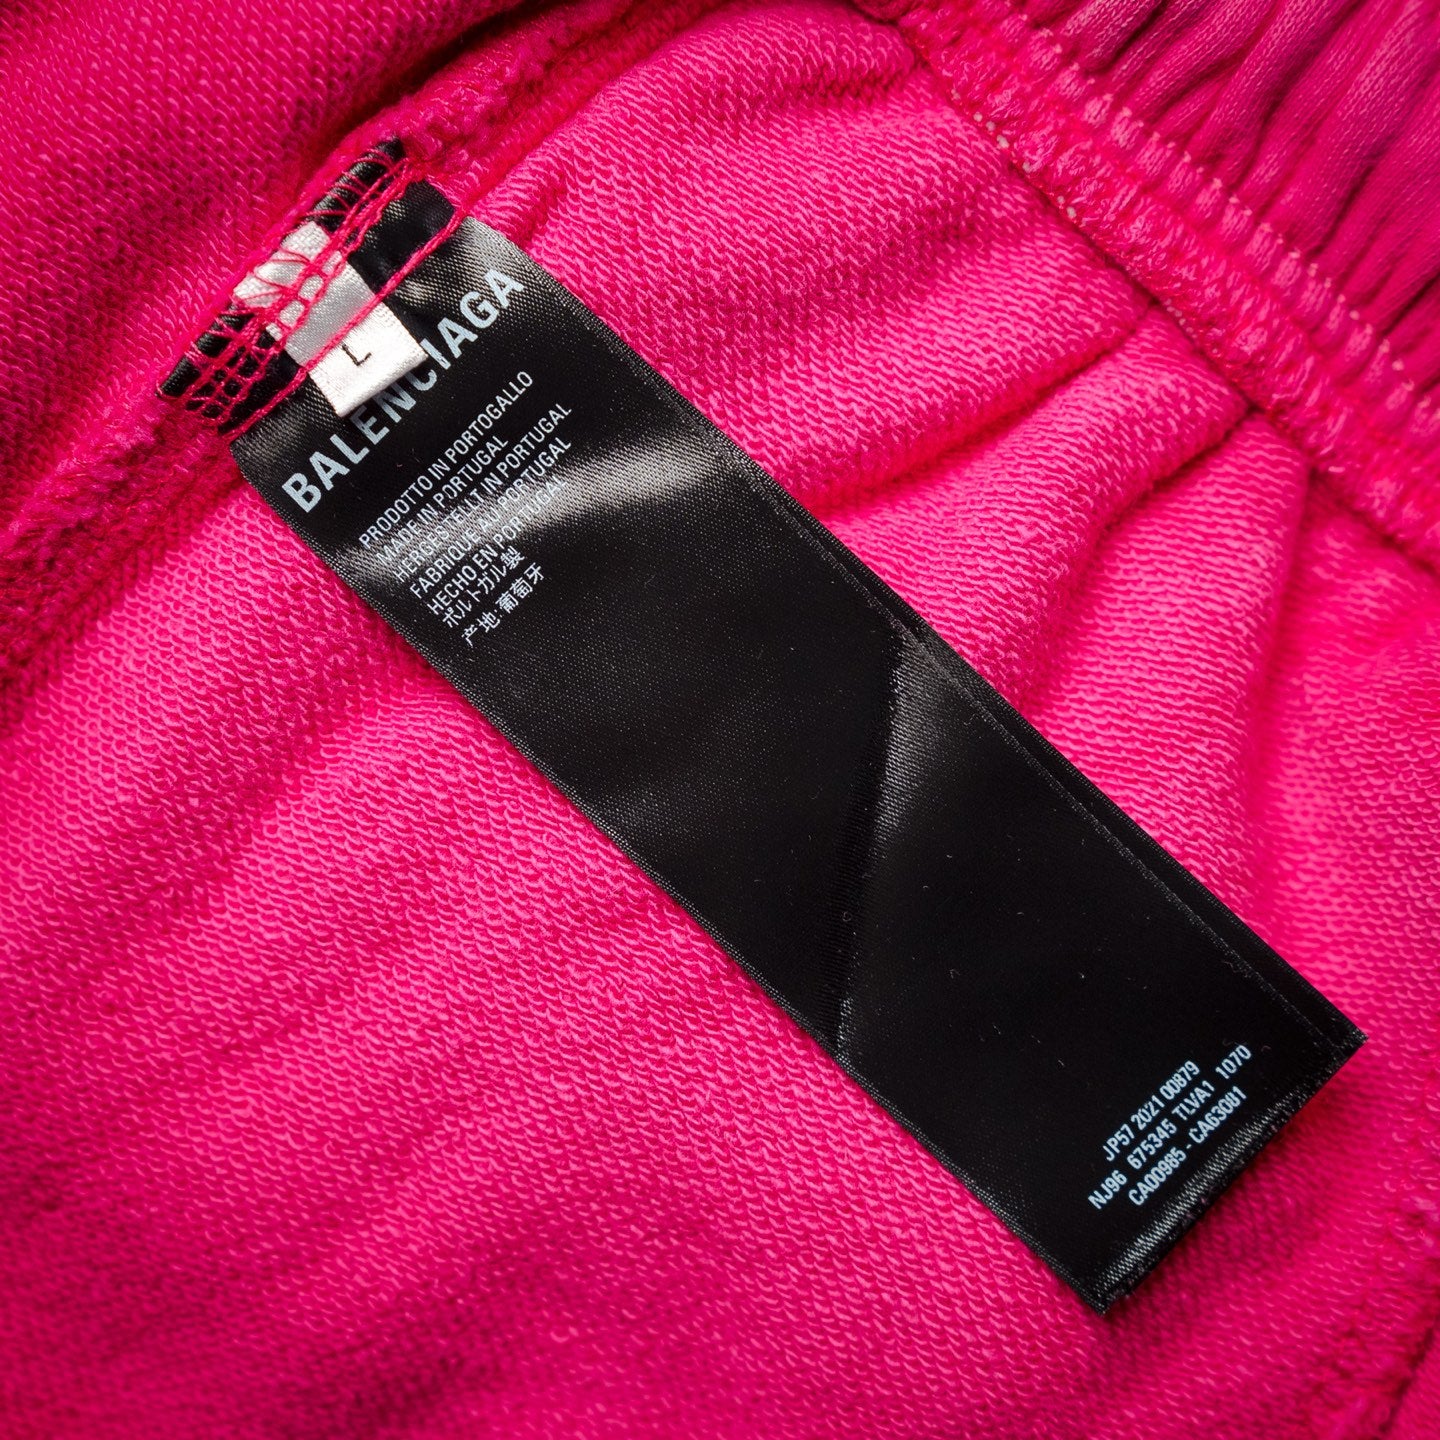 L
BALENCIAGA
PRODOTTO IN PORTOGALLO
MADE IN PORTUGAL
HERGESTELLT IN PORTUGAL
FABRIQUÉ AU PORTUGAL
HECHO EN PORTUGAL
ポルトガル製
产地: 葡萄牙
JP57 2021 00879
NJ96 675345 TLVA1 1070
CA00985 - CA63081